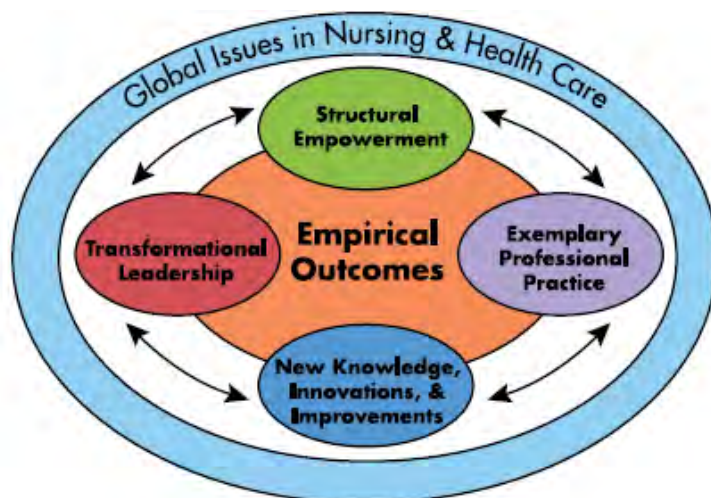 Global Issues in Nursing & Health Care
Structural
Empowerment
Transformational
Leadership
Empirical
Outcomes
Exemplary
Professional
Practice
New Knowledge,
Innovations, &
Improvements